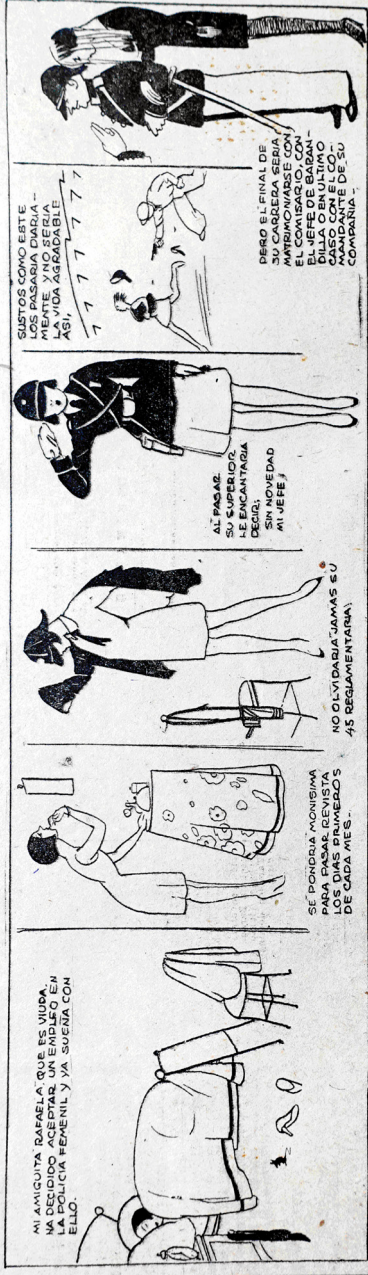 MI AMIGUITA RAFAELA, QUE ES VIUDA,
HA DECIDIDO ACEPTAR UN EMPLEO EN
LA POLICIA FEMENIL Y YA SUEÑA CON
ELLO.
SE PONDRIA MONISIMA
PARA PASAR REVISTA
LOS DIAS PRIMEROS
DE CADA MES.
NO OLVIDARIA JAMAS SU
45 REGLAMENTARIA;
AL PASAR
SU SUPERIOR
LE ENCANTARIA
DECIR;
SIN NOVEDAD
MI JEFE;
SUSTOS COMO ESTE
LOS PASARIA DIARIA-
MENTE Y NO SERIA
LA VIDA AGRADABLE
ASI,
PERO EL FINAL DE
SU CARRERA SERIA
MATRIMONIARSE CON
EL COMISARIO, CON
EL JEFE DE BARAN-
DILLA O EN ULTIMO
CASO CON EL CO-
MANDANTE DE SU
COMPAÑIA-